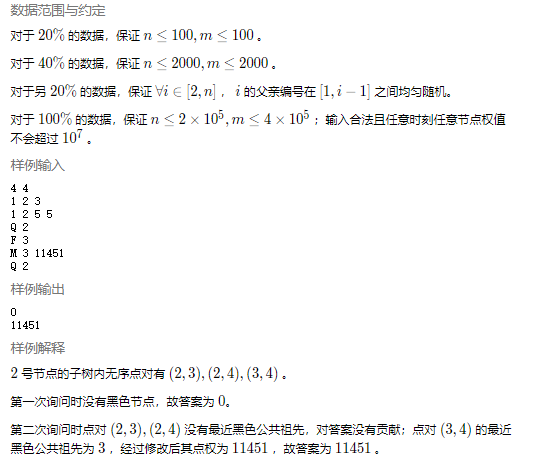 数据范围与约定
对于 20% 的数据，保证 n ≤ 100, m ≤ 100 。
对于 40% 的数据，保证 n ≤ 2000, m ≤ 2000 。
对于另 20% 的数据，保证 ∀i ∈ [2, n] ， i 的父亲编号在 [1, i − 1] 之间均匀随机。
对于 100% 的数据，保证 n ≤ 2 × 10^5, m ≤ 4 × 10^5 ；输入合法且任意时刻任意节点权值
不会超过 10^7 。
样例输入
4 4
1 2 3
1 2 5 5
Q 2
F 3
M 3 11451
Q 2
样例输出
0
11451
样例解释
2 号节点的子树内无序点对有 (2, 3), (2, 4), (3, 4) 。
第一次询问时没有黑色节点，故答案为 0。
第二次询问时点对 (2, 3), (2, 4) 没有最近黑色公共祖先，对答案没有贡献；点对 (3, 4) 的最近
黑色公共祖先为 3 ，经过修改后其点权为 11451 ，故答案为 11451 。